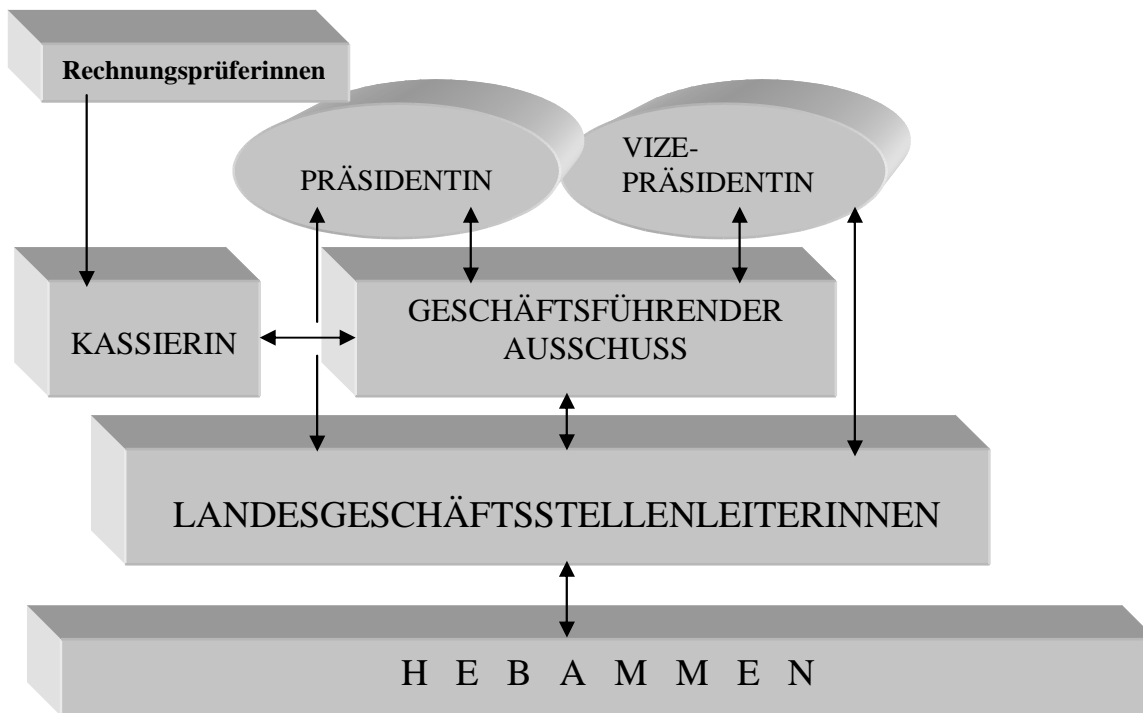 Rechnungsprüferinnen
PRÄSIDENTIN
VIZE-
PRÄSIDENTIN
KASSIERIN
GESCHÄFTSFÜHRENDER
AUSSCHUSS
LANDESGESCHÄFTSSTELLENLEITERINNEN
H E B A M M E N